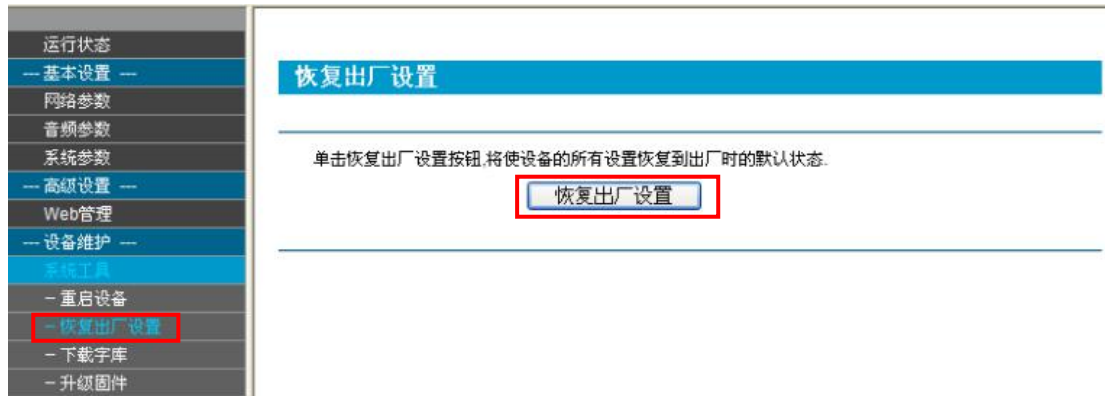 运行状态
--- 基本设置 ---
网络参数
音频参数
系统参数
--- 高级设置 ---
Web管理
--- 设备维护 ---
系统工具
- 重启设备
- 恢复出厂设置
- 下载字库
- 升级固件
恢复出厂设置
单击恢复出厂设置按钮,将使设备的所有设置恢复到出厂时的默认状态.
恢复出厂设置